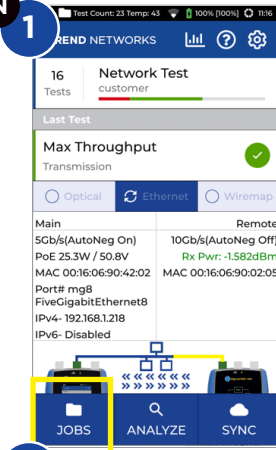 N
1
Test Count: 23 Temp: 43 100% [100%] 11:16
REND NETWORKS
16 Tests
Network Test
customer
Last Test
Max Throughput
Transmission
Optical Ethernet Wiremap
Main Remote
5Gb/s(AutoNeg On) 10Gb/s(AutoNeg Off)
PoE 25.3W / 50.8V Rx Pwr: -1.582dBm
MAC 00:16:06:90:42:02 MAC 00:16:06:90:02:05
Port# mg8
FiveGigabitEthernet8
IPv4- 192.168.1.218
IPv6- Disabled
JOBS ANALYZE SYNC